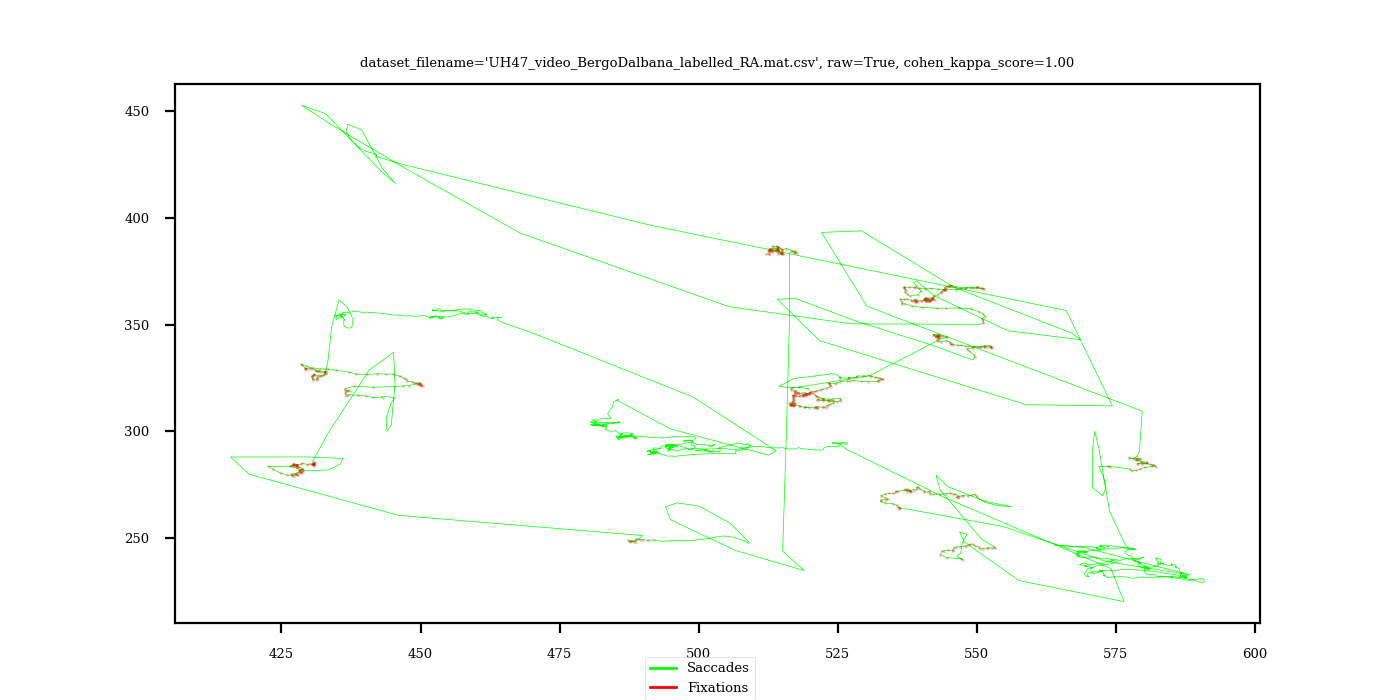 dataset_filename='UH47_video_BergoDalbana_labelled_RA.mat.csv', raw=True, cohen_kappa_score=1.00
450
400
350
300
250
425 450 475 500 525 550 575 600
Saccades
Fixations